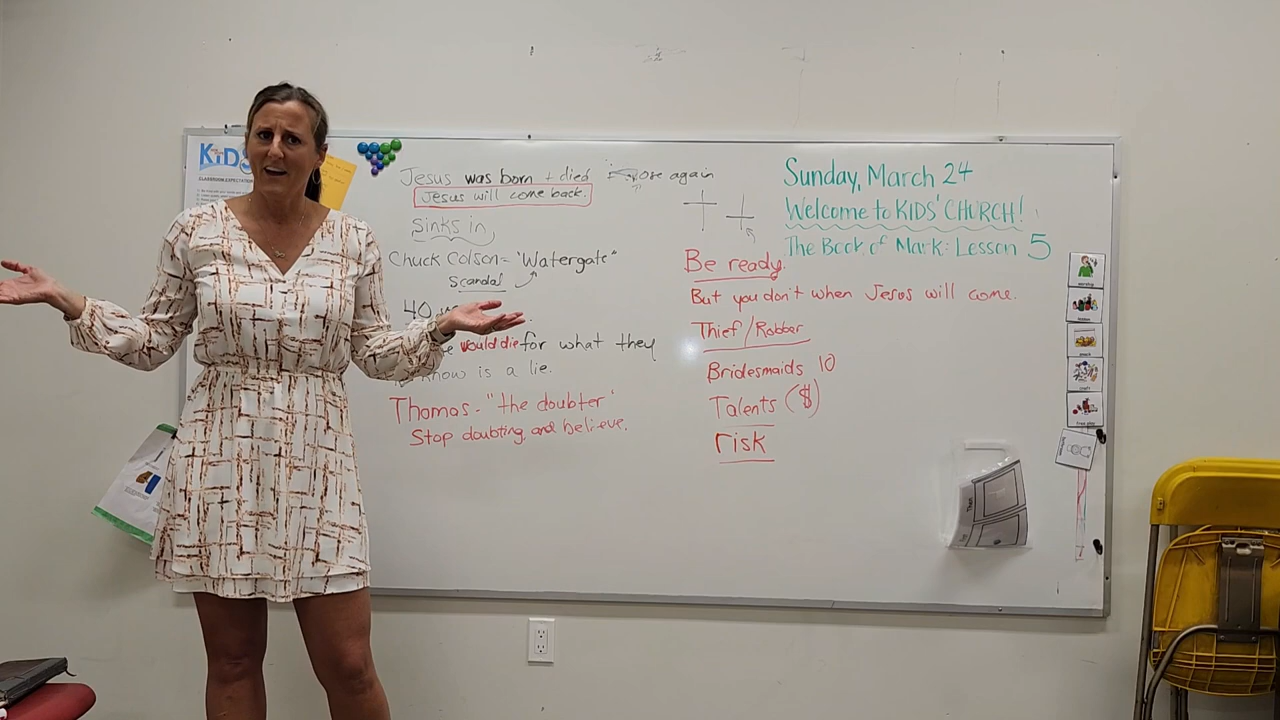 KiDS
CLASSROOM EXPECTATIONS
Jesus was born + died rose again
Jesus will come back.
Sinks in
Chuck Colson = "Watergate"
Scandal
40
would die for what they
know is a lie.
Thomas - "the doubter"
Stop doubting and believe.
Sunday, March 24
Welcome to KIDS' CHURCH!
The Book of Mark: Lesson 5
Be ready.
But you don't when Jesus will come.
Thief / Robber
Bridesmaids 10
Talents ($)
risk